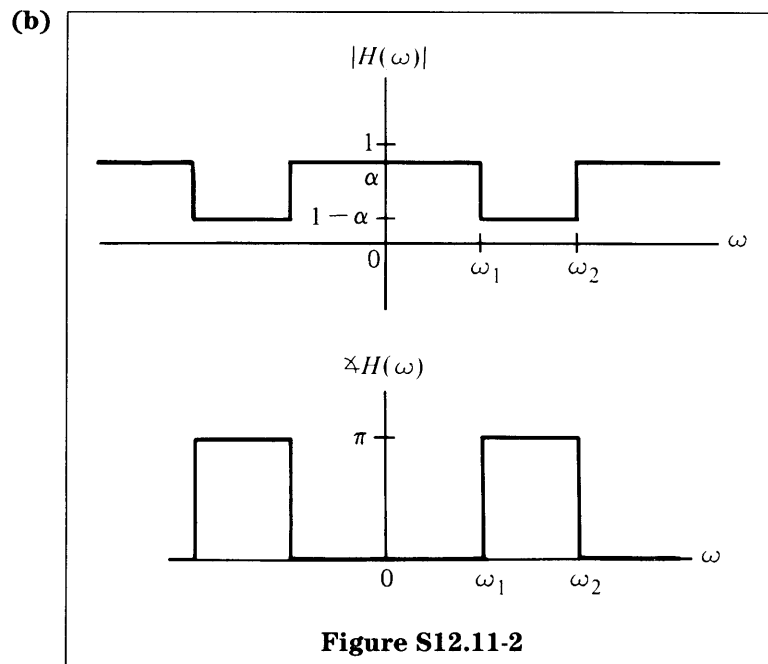 (b)
|H(ω)|
1
α
1 − α
0
ω₁
ω₂
ω
∡H(ω)
π
0
ω₁
ω₂
ω
Figure S12.11-2